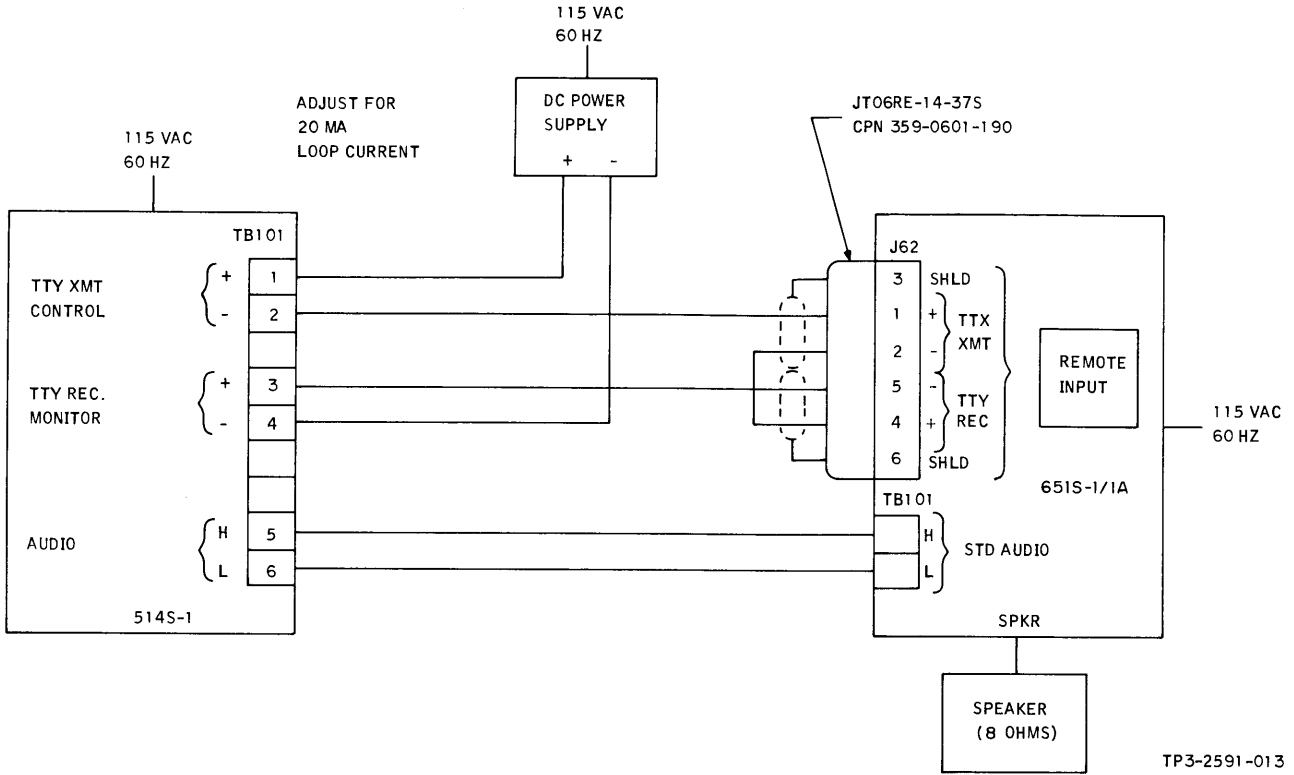 115 VAC
60 HZ
DC POWER
SUPPLY
+ -
ADJUST FOR
20 MA
LOOP CURRENT
JT06RE-14-37S
CPN 359-0601-190
115 VAC
60 HZ
TB101
TTY XMT
CONTROL
+ 1
- 2
TTY REC.
MONITOR
+ 3
- 4
AUDIO
H 5
L 6
514S-1
J62
3 SHLD
1 +
2 -
TTX
XMT
5 -
4 +
TTY
REC
6 SHLD
REMOTE
INPUT
115 VAC
60 HZ
651S-1/1A
TB101
H
L
STD AUDIO
SPKR
SPEAKER
(8 OHMS)
TP3-2591-013